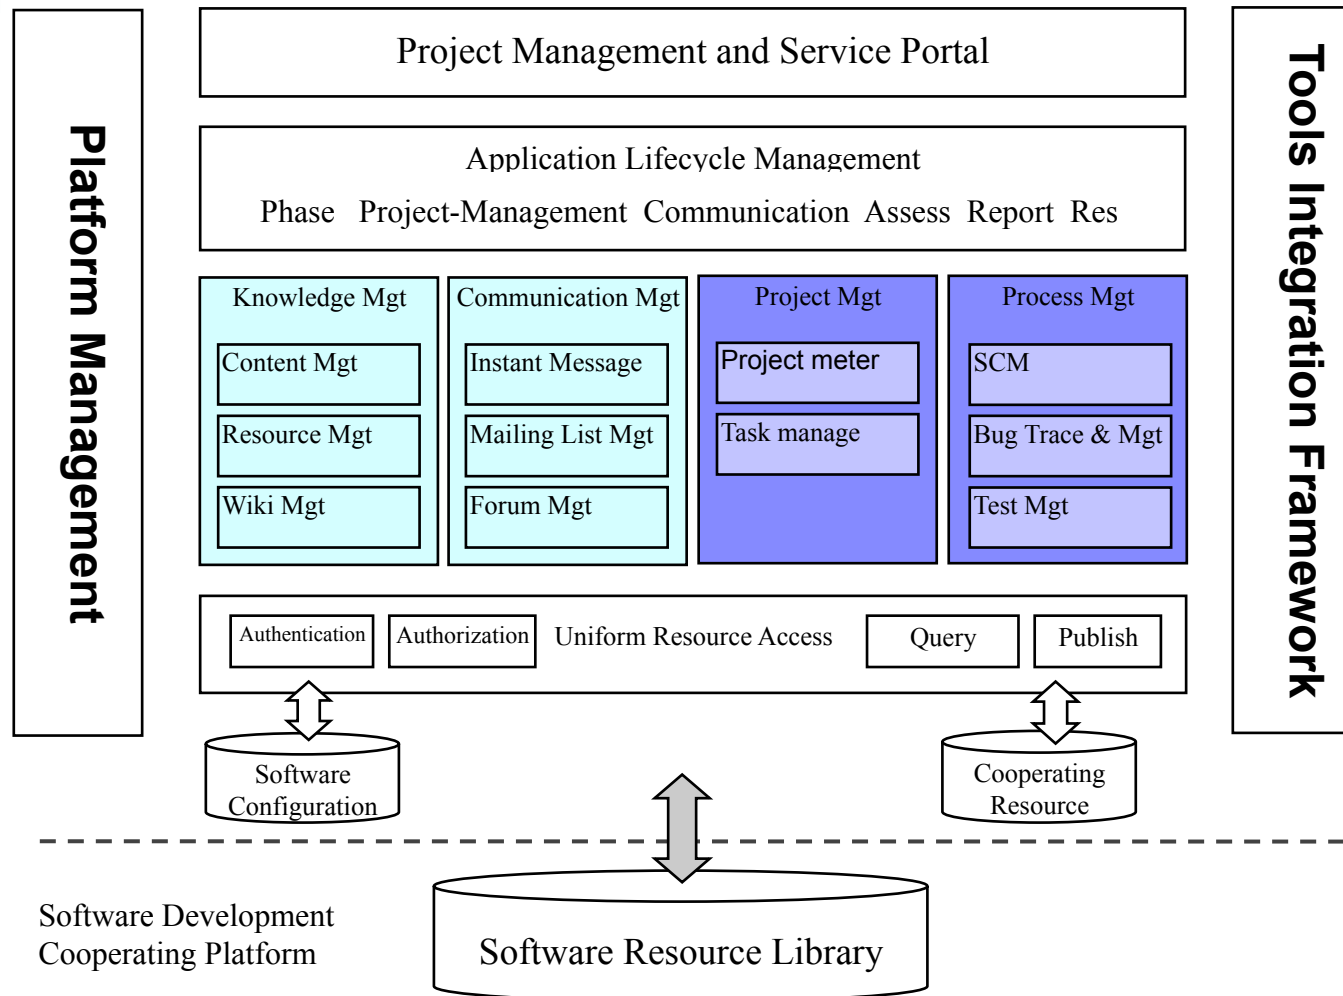 Project Management and Service Portal
Platform Management
Tools Integration Framework
Application Lifecycle Management
Phase Project-Management Communication Assess Report Res
Knowledge Mgt
Content Mgt
Resource Mgt
Wiki Mgt
Communication Mgt
Instant Message
Mailing List Mgt
Forum Mgt
Project Mgt
Project meter
Task manage
Process Mgt
SCM
Bug Trace & Mgt
Test Mgt
Authentication
Authorization
Uniform Resource Access
Query
Publish
Software
Configuration
Cooperating
Resource
Software Development
Cooperating Platform
Software Resource Library